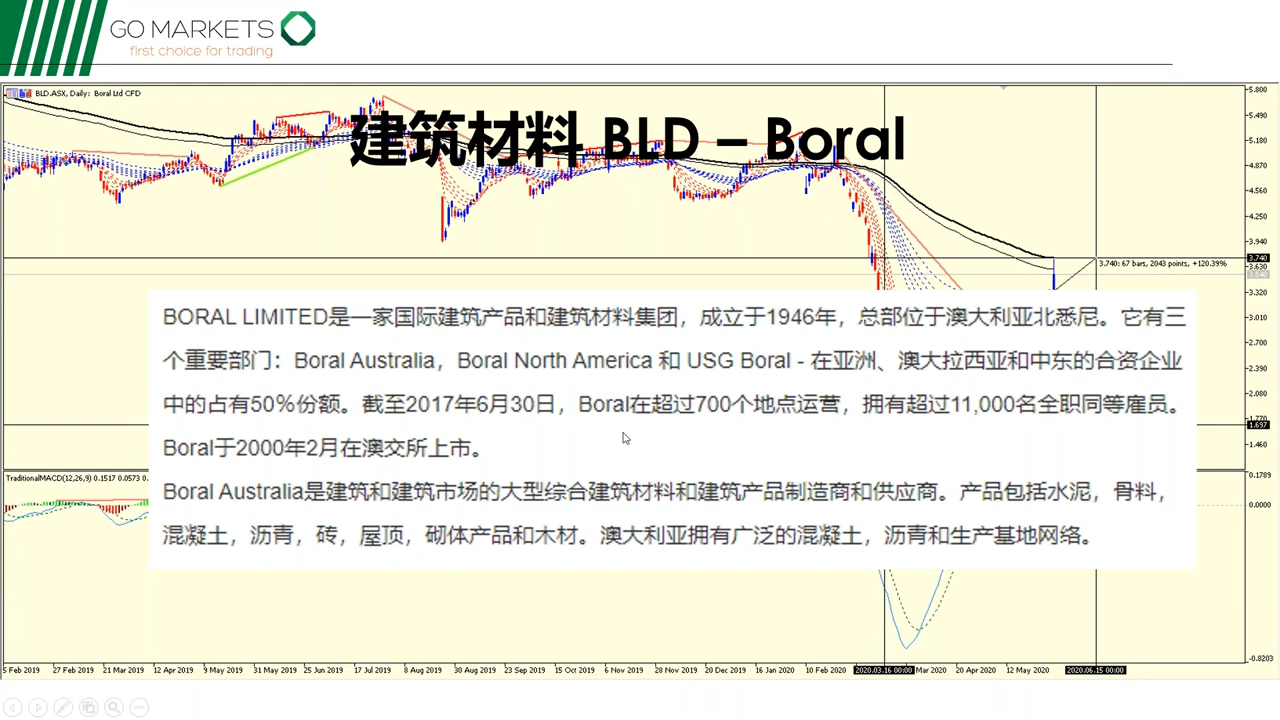 GO MARKETS
first choice for trading
BLD.ASX, Daily: Boral Ltd CFD
建筑材料 BLD – Boral
5.800
5.490
5.180
4.870
4.560
4.250
3.940
3.740
3.630
3.740: 67 bars, 2043 points, +120.39%
3.320
3.010
2.700
2.390
2.080
1.770
1.697
1.460
BORAL LIMITED是一家国际建筑产品和建筑材料集团，成立于1946年，总部位于澳大利亚北悉尼。它有三
个重要部门：Boral Australia，Boral North America 和 USG Boral - 在亚洲、澳大拉西亚和中东的合资企业
中的占有50%份额。截至2017年6月30日，Boral在超过700个地点运营，拥有超过11,000名全职同等雇员。
Boral于2000年2月在澳交所上市。
Boral Australia是建筑和建筑市场的大型综合建筑材料和建筑产品制造商和供应商。产品包括水泥，骨料，
混凝土，沥青，砖，屋顶，砌体产品和木材。澳大利亚拥有广泛的混凝土，沥青和生产基地网络。
TraditionalMACD(12,26,9) 0.1517 0.0573 0.
0.1789
0.0000
-0.8203
5 Feb 2019 27 Feb 2019 21 Mar 2019 12 Apr 2019 9 May 2019 31 May 2019 25 Jun 2019 17 Jul 2019 8 Aug 2019 30 Aug 2019 23 Sep 2019 15 Oct 2019 6 Nov 2019 28 Nov 2019 20 Dec 2019 16 Jan 2020 10 Feb 2020 2020.03.16 00:00 Mar 2020 20 Apr 2020 12 May 2020 2020.06.15 00:00